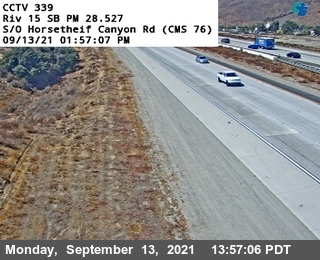 CCTV 339
Riv 15 SB PM 28.527
S/O Horsetheif Canyon Rd (CMS 76)
09/13/21 01:57:07 PM
Monday, September 13, 2021 13:57:06 PDT